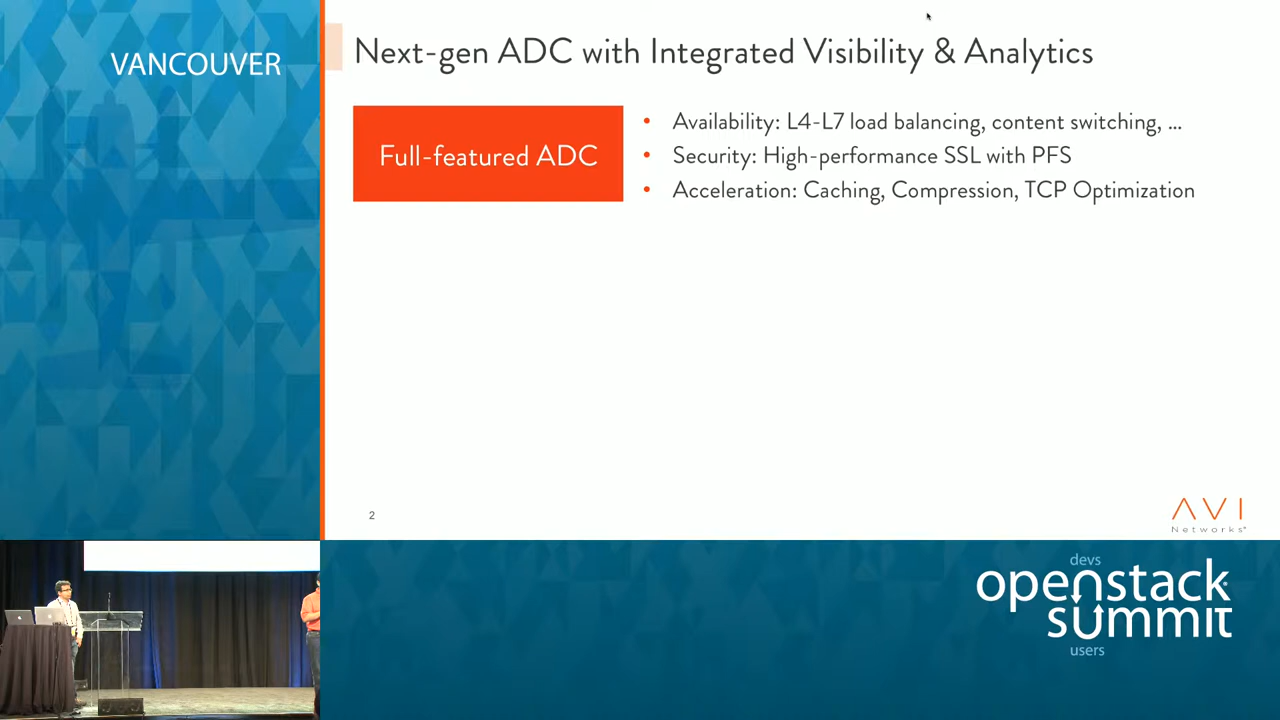 VANCOUVER
Next-gen ADC with Integrated Visibility & Analytics
Full-featured ADC
• Availability: L4-L7 load balancing, content switching, ...
• Security: High-performance SSL with PFS
• Acceleration: Caching, Compression, TCP Optimization
2
AVI
Networks
devs
openstack
summit
users